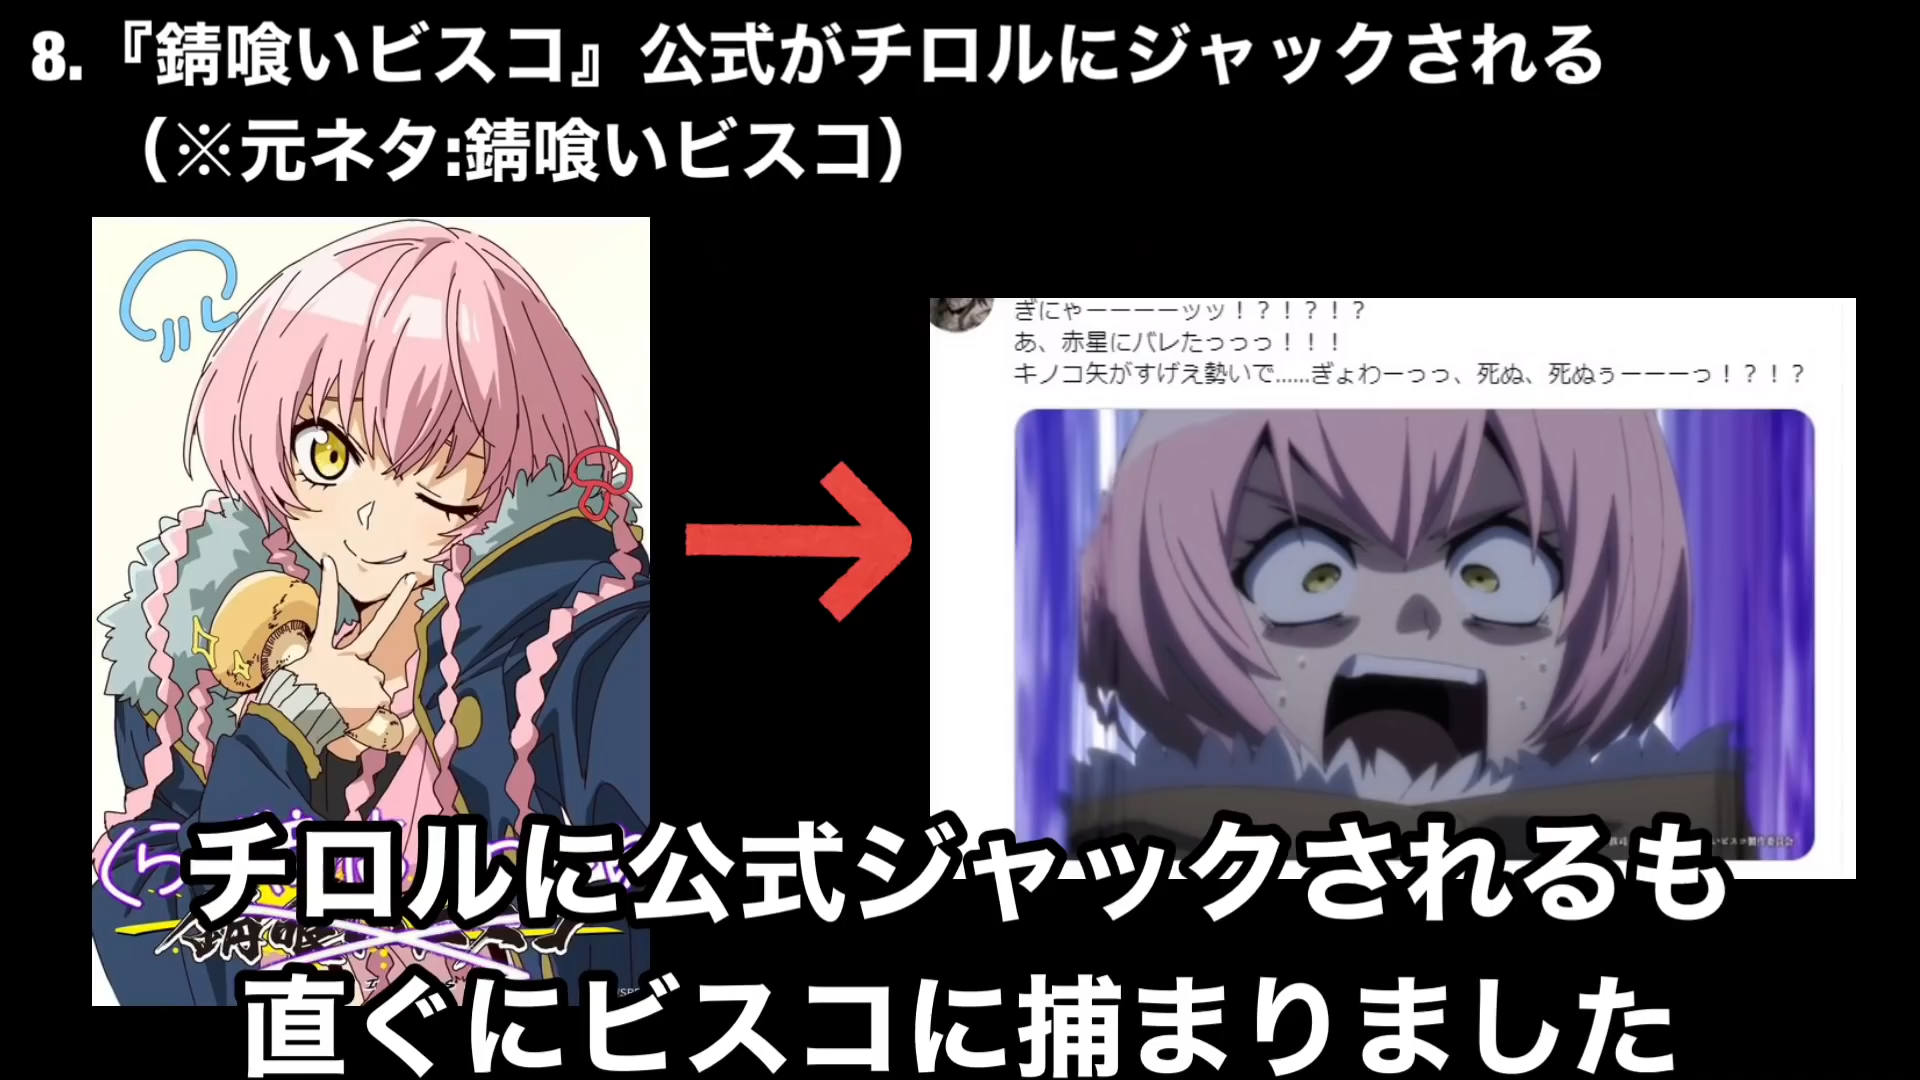 8.『錆喰いビスコ』公式がチロルにジャックされる
(※元ネタ:錆喰いビスコ)
ぎにゃーーーーッッ！？！？！？
あ、赤星にバレたっっっ！！！
キノコ矢がすげえ勢いで......ぎょわーっっ、死ぬ、死ぬぅーーーっ！？！？
チロルに公式ジャックされるも
直ぐにビスコに捕まりました